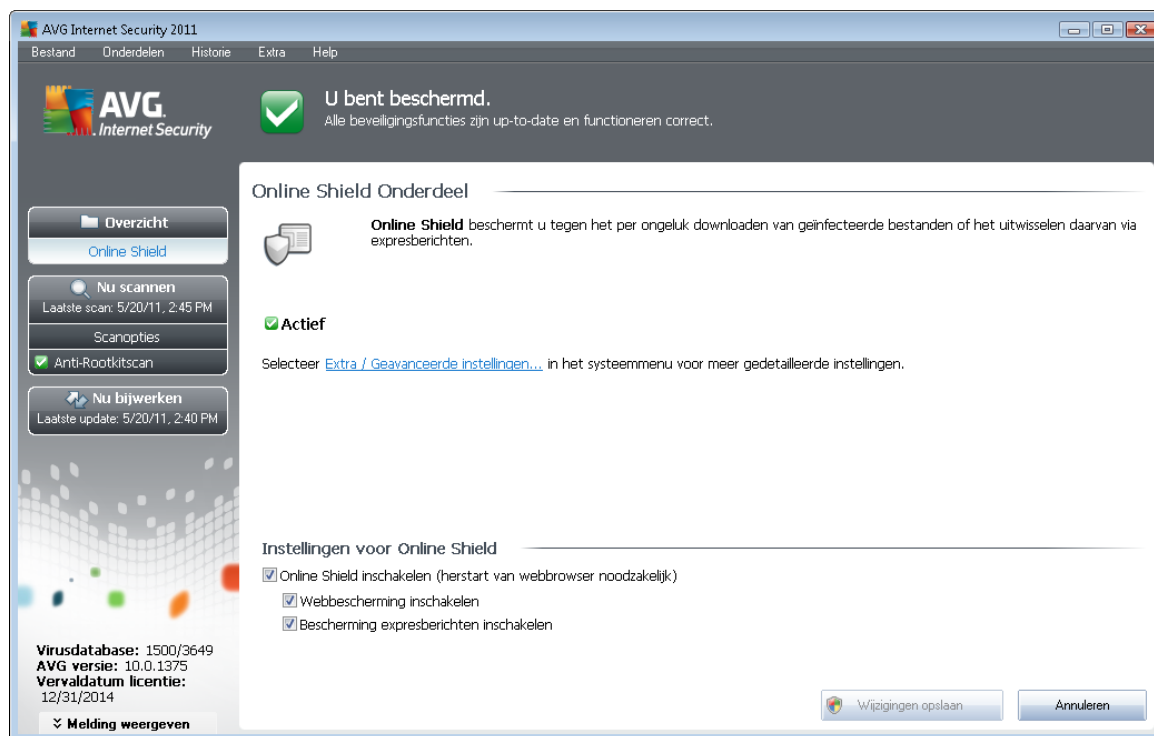 AVG Internet Security 2011
Bestand Onderdelen Historie Extra Help
AVG.
Internet Security
U bent beschermd.
Alle beveiligingsfuncties zijn up-to-date en functioneren correct.
Overzicht
Online Shield
Nu scannen
Laatste scan: 5/20/11, 2:45 PM
Scanopties
Anti-Rootkitscan
Nu bijwerken
Laatste update: 5/20/11, 2:40 PM
Virusdatabase: 1500/3649
AVG versie: 10.0.1375
Vervaldatum licentie:
12/31/2014
Melding weergeven
Online Shield Onderdeel
Online Shield beschermt u tegen het per ongeluk downloaden van geïnfecteerde bestanden of het uitwisselen daarvan via
expresberichten.
Actief
Selecteer Extra / Geavanceerde instellingen... in het systeemmenu voor meer gedetailleerde instellingen.
Instellingen voor Online Shield
Online Shield inschakelen (herstart van webbrowser noodzakelijk)
Webbescherming inschakelen
Bescherming expresberichten inschakelen
Wijzigingen opslaan
Annuleren